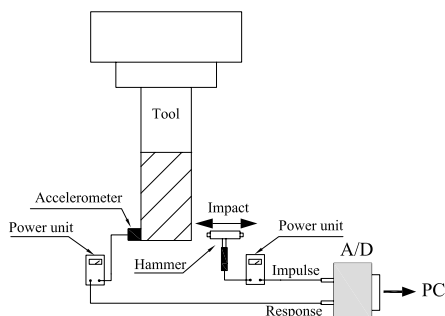 Tool
Accelerometer
Impact
Power unit
Power unit
A/D
Hammer
Impulse
PC
Response